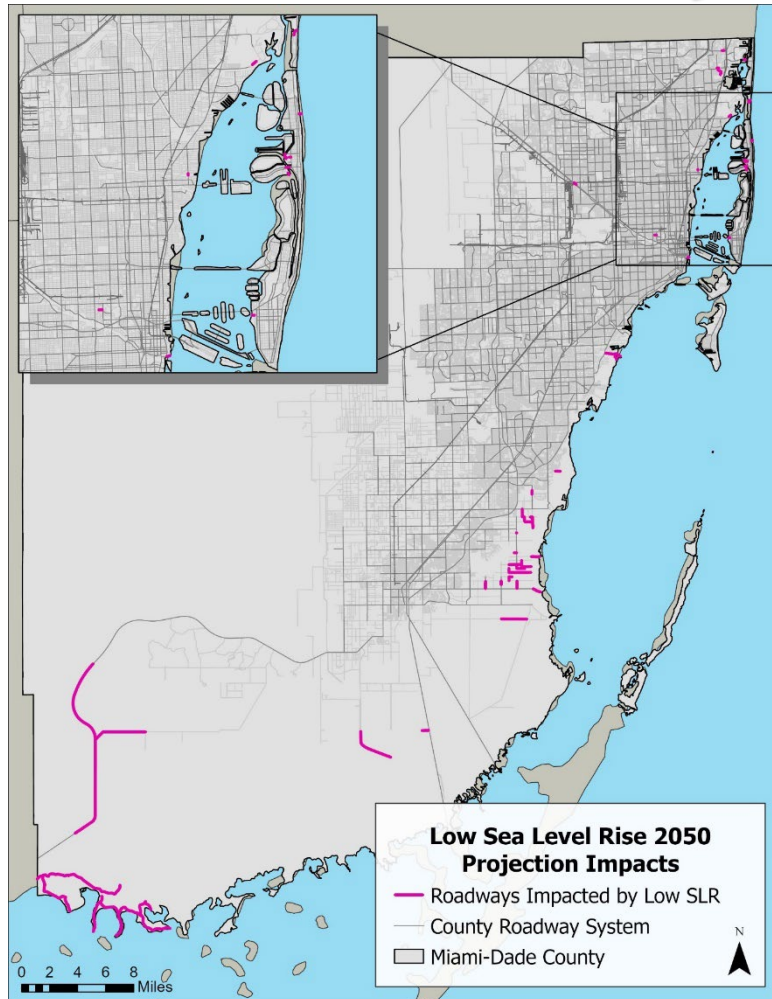 Low Sea Level Rise 2050
Projection Impacts
Roadways Impacted by Low SLR
County Roadway System
Miami-Dade County
N
0 2 4 6 8
Miles